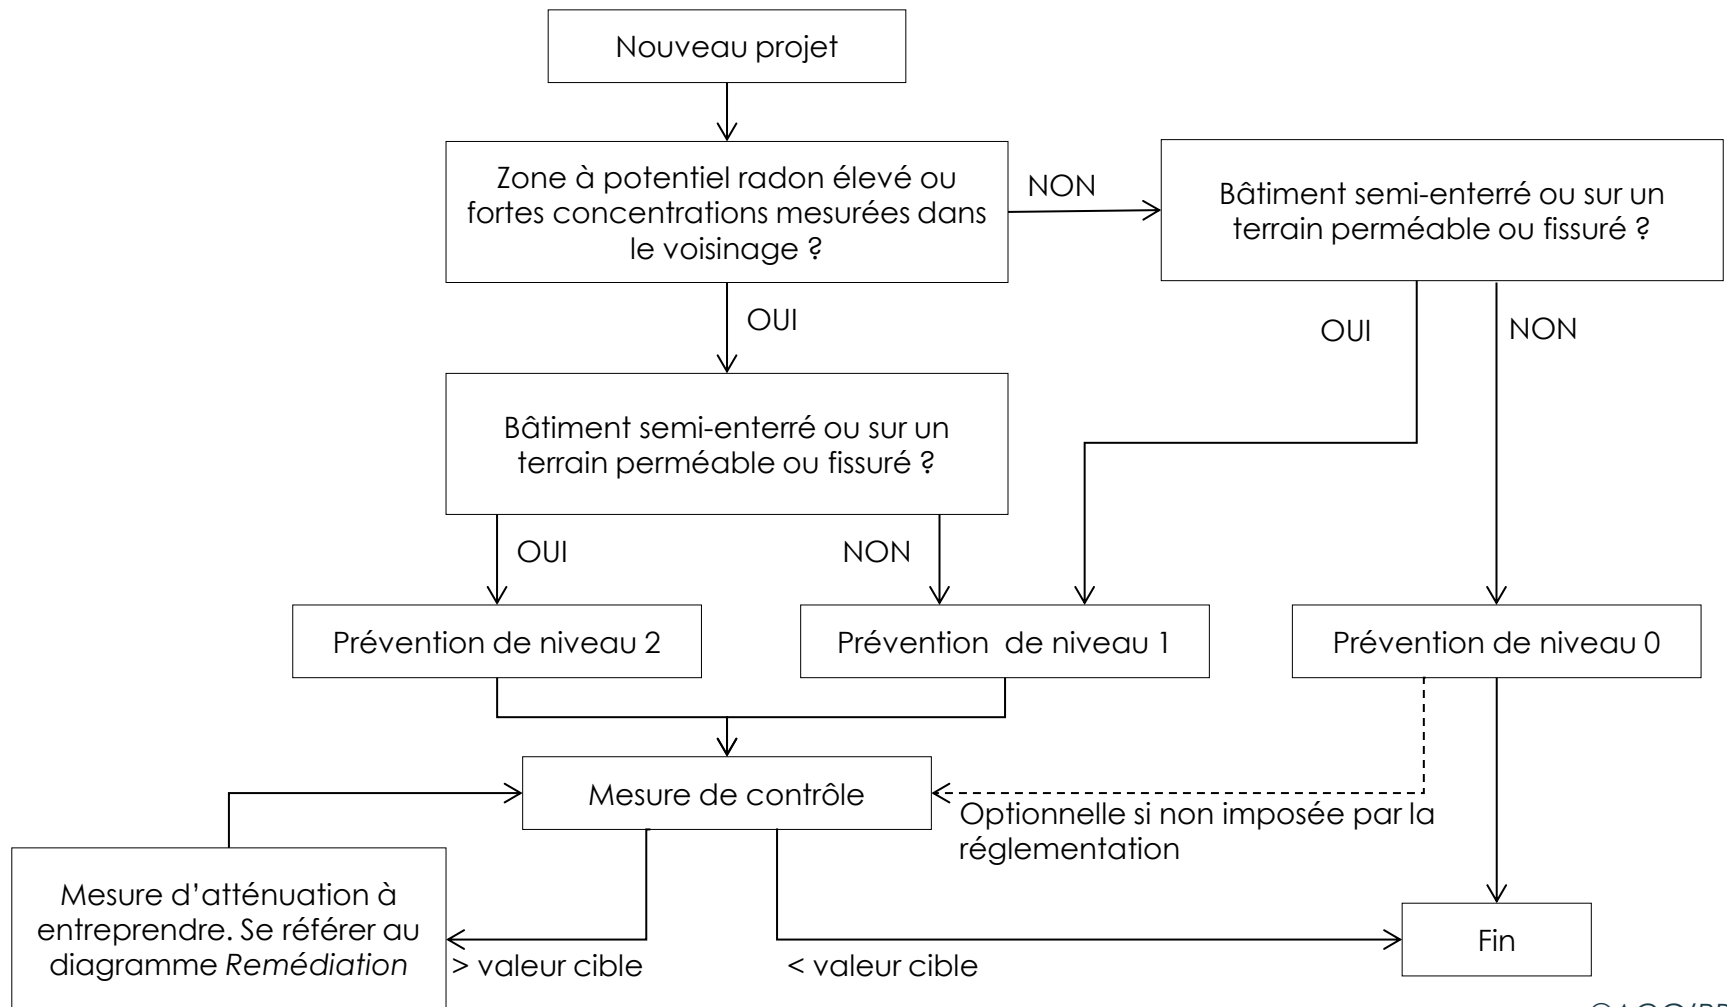 Nouveau projet
Zone à potentiel radon élevé ou
fortes concentrations mesurées dans
le voisinage ?
NON
Bâtiment semi-enterré ou sur un
terrain perméable ou fissuré ?
OUI
OUI
NON
Bâtiment semi-enterré ou sur un
terrain perméable ou fissuré ?
OUI
NON
Prévention de niveau 2
Prévention de niveau 1
Prévention de niveau 0
Mesure de contrôle
Optionnelle si non imposée par la
réglementation
Mesure d'atténuation à
entreprendre. Se référer au
diagramme Remédiation
> valeur cible
< valeur cible
Fin